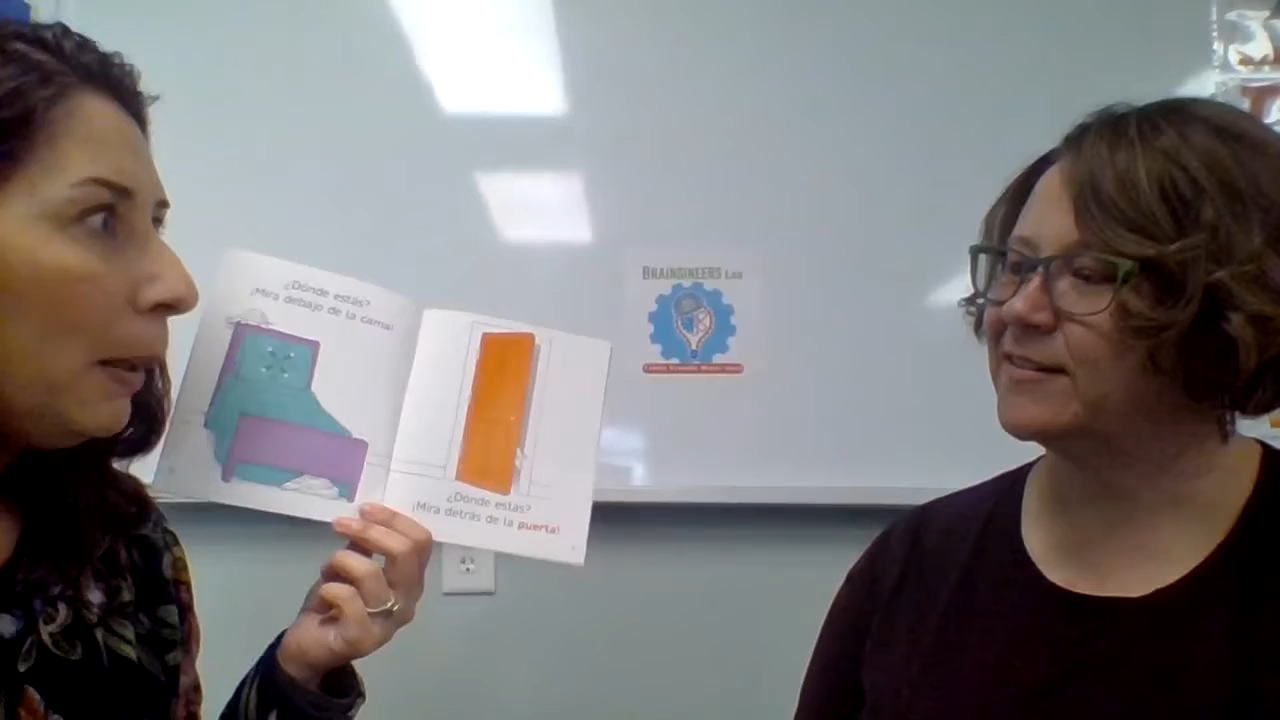 ¿Dónde estás?
¡Mira debajo de la cama!
¿Dónde estás?
¡Mira detrás de la puerta!
BRAINGINEERS LAB